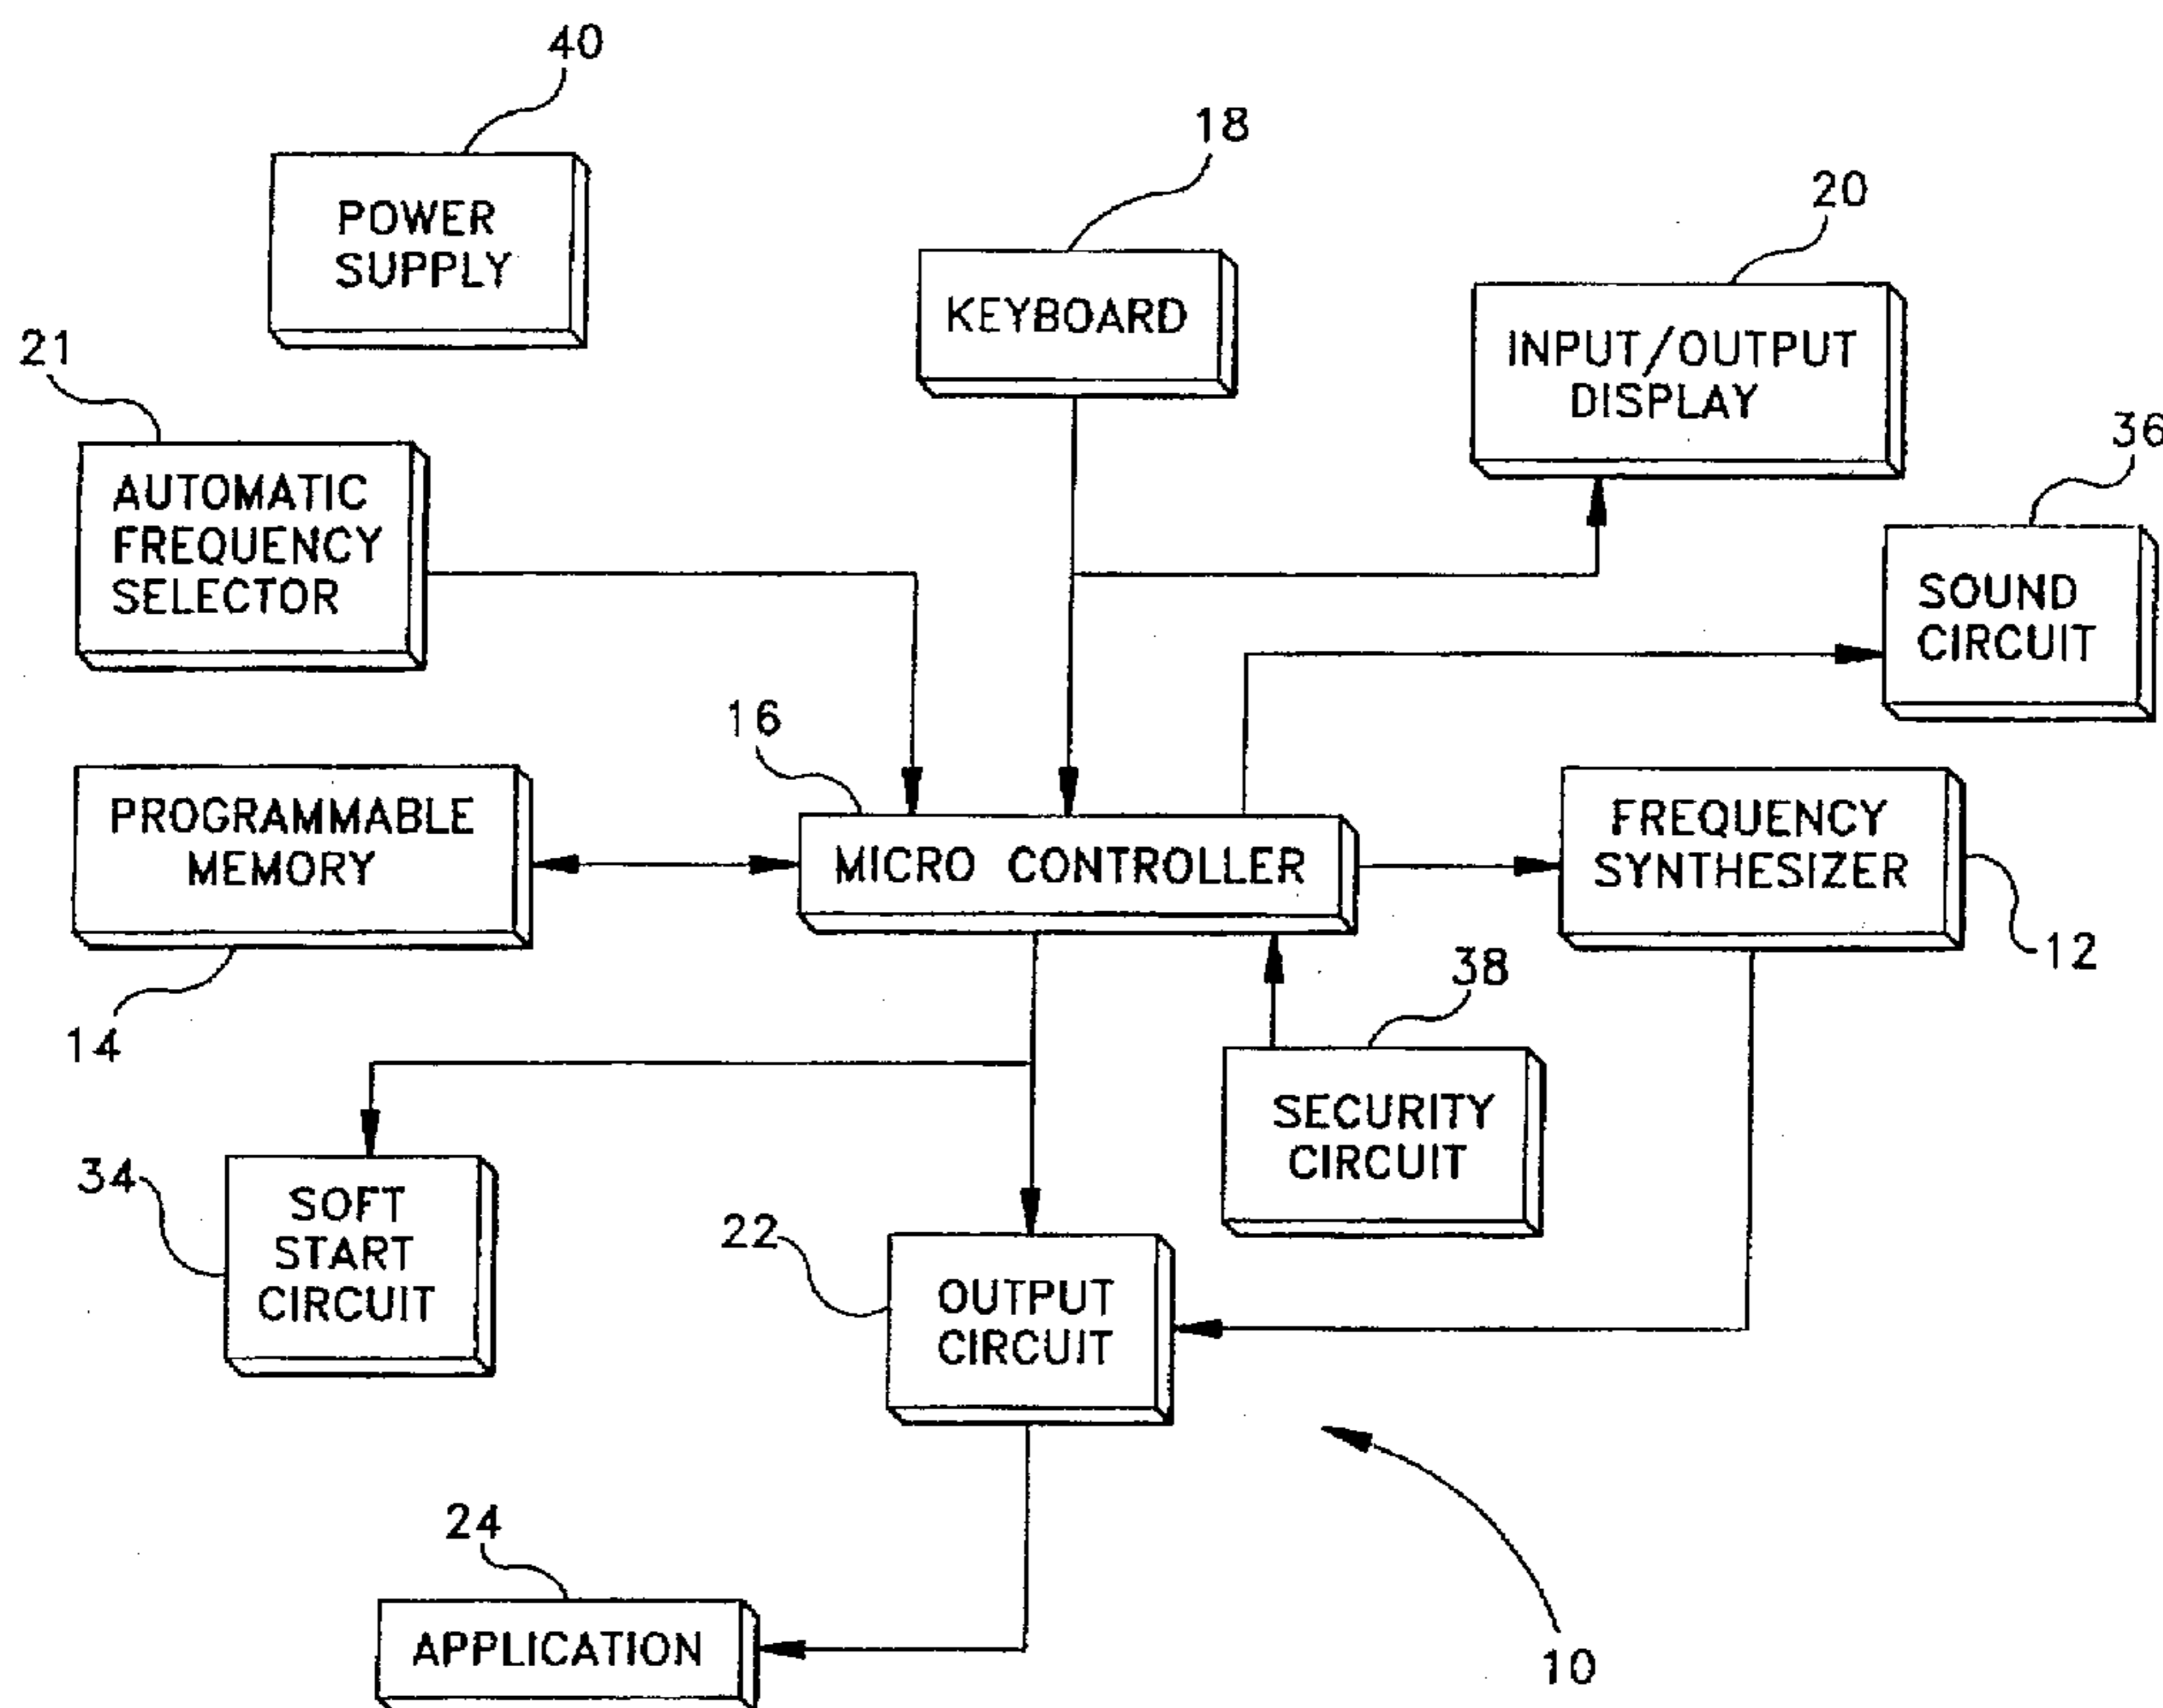 40
POWER
SUPPLY
18
KEYBOARD
20
INPUT/OUTPUT
DISPLAY
21
AUTOMATIC
FREQUENCY
SELECTOR
36
SOUND
CIRCUIT
16
MICRO CONTROLLER
PROGRAMMABLE
MEMORY
14
FREQUENCY
SYNTHESIZER
12
38
SECURITY
CIRCUIT
34
SOFT
START
CIRCUIT
22
OUTPUT
CIRCUIT
24
APPLICATION
10